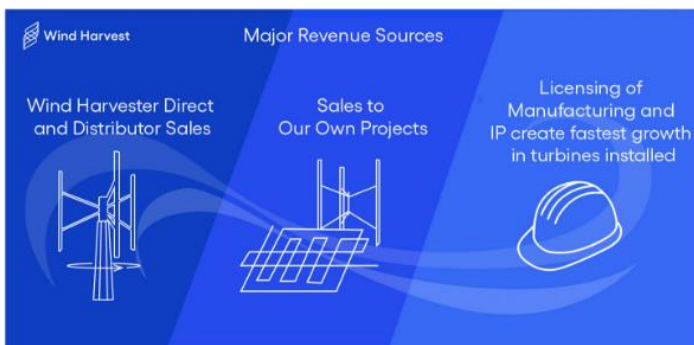 Wind Harvest
Major Revenue Sources
Wind Harvester Direct
and Distributor Sales
Sales to
Our Own Projects
Licensing of
Manufacturing and
IP create fastest growth
in turbines installed